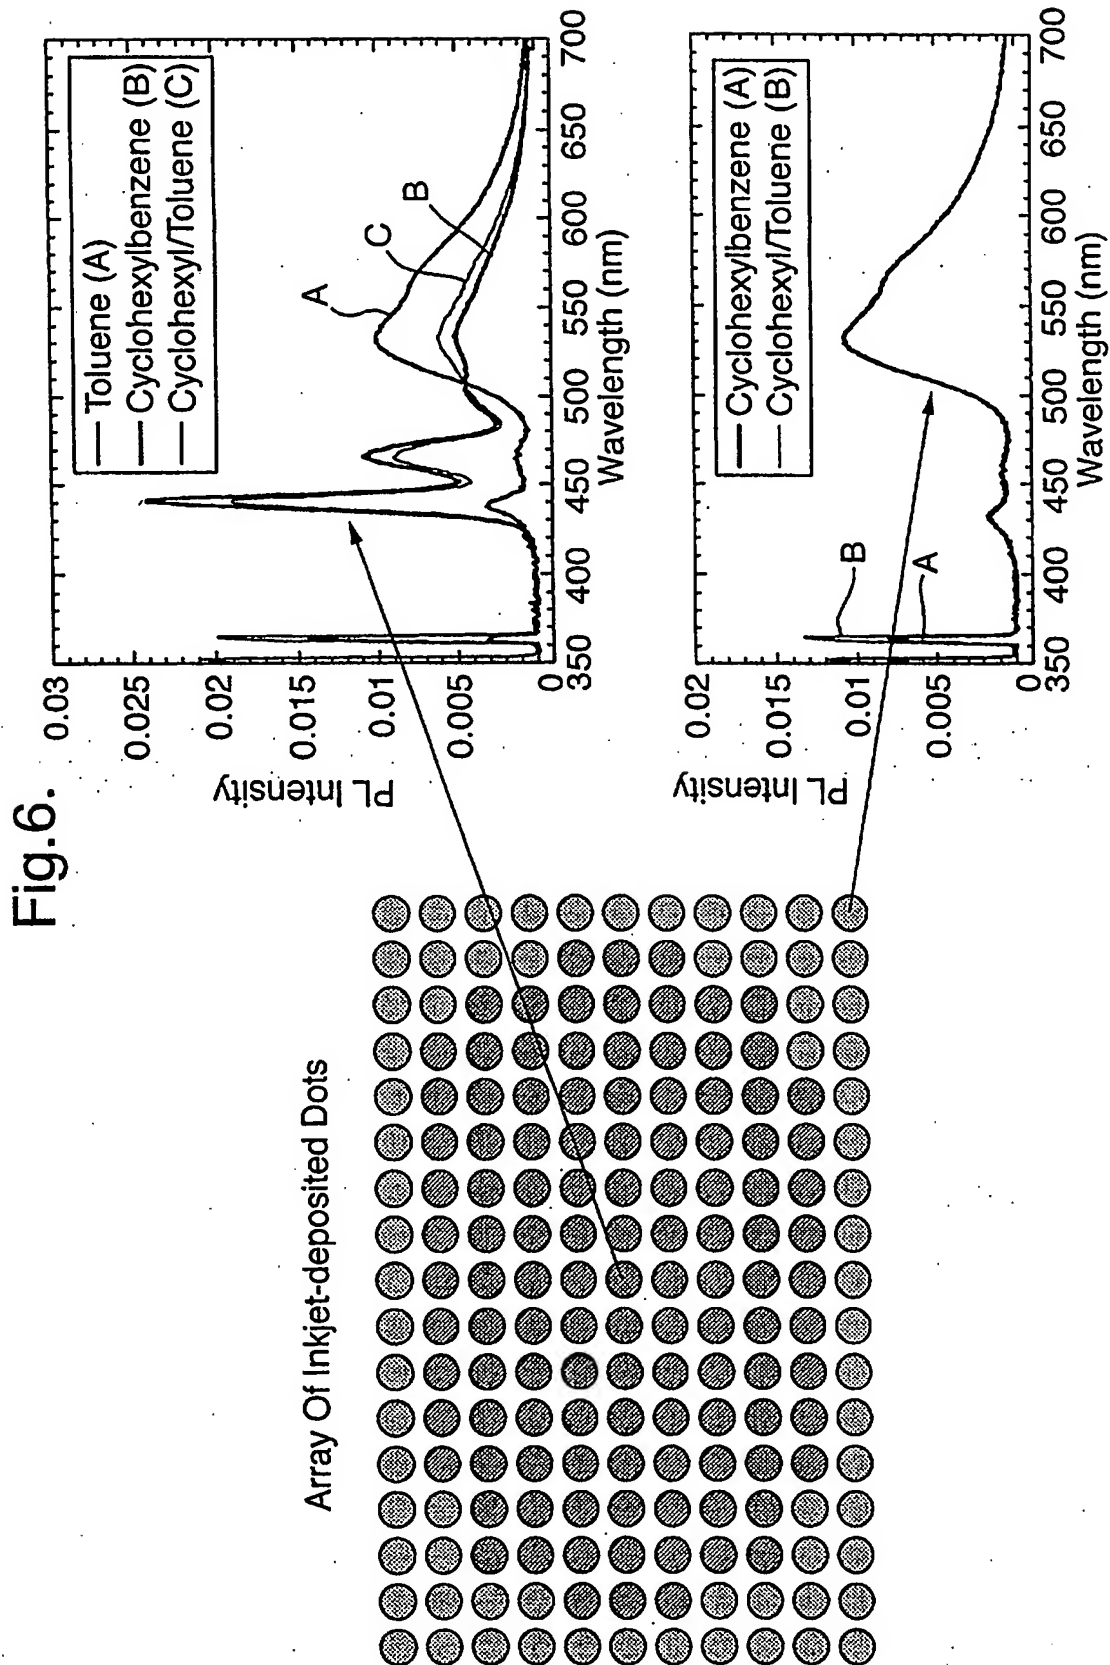 Fig.6.
Array Of Inkjet-deposited Dots
PL Intensity
0.03
0.025
0.02
0.015
0.01
0.005
0
350 400 450 500 550 600 650 700
Wavelength (nm)
Toluene (A)
Cyclohexylbenzene (B)
Cyclohexyl/Toluene (C)
A
C
B
PL Intensity
0.02
0.015
0.01
0.005
0
350 400 450 500 550 600 650 700
Wavelength (nm)
Cyclohexylbenzene (A)
Cyclohexyl/Toluene (B)
B
A